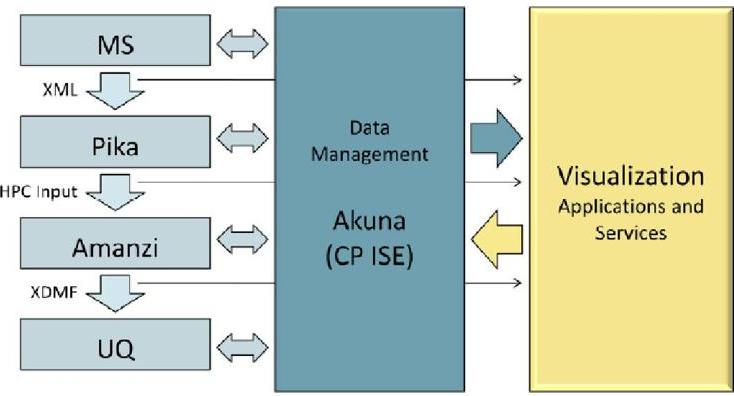 MS
XML
Pika
HPC Input
Amanzi
XDMF
UQ
Data
Management
Akuna
(CP ISE)
Visualization
Applications and
Services